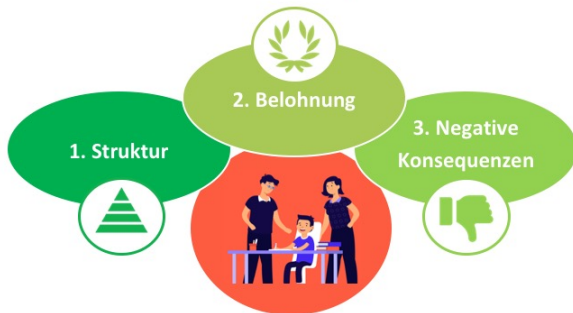 1. Struktur
2. Belohnung
3. Negative
Konsequenzen